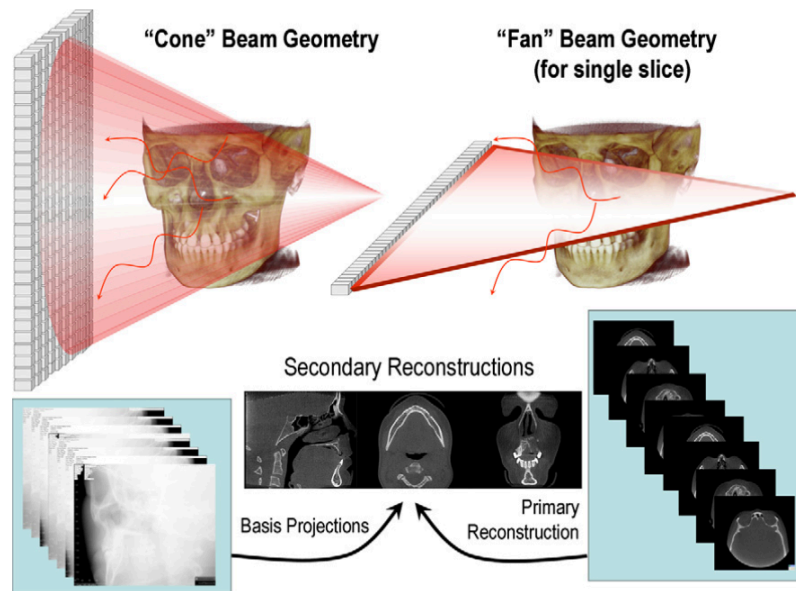 “Cone” Beam Geometry
“Fan” Beam Geometry
(for single slice)
Secondary Reconstructions
Basis Projections
Primary
Reconstruction